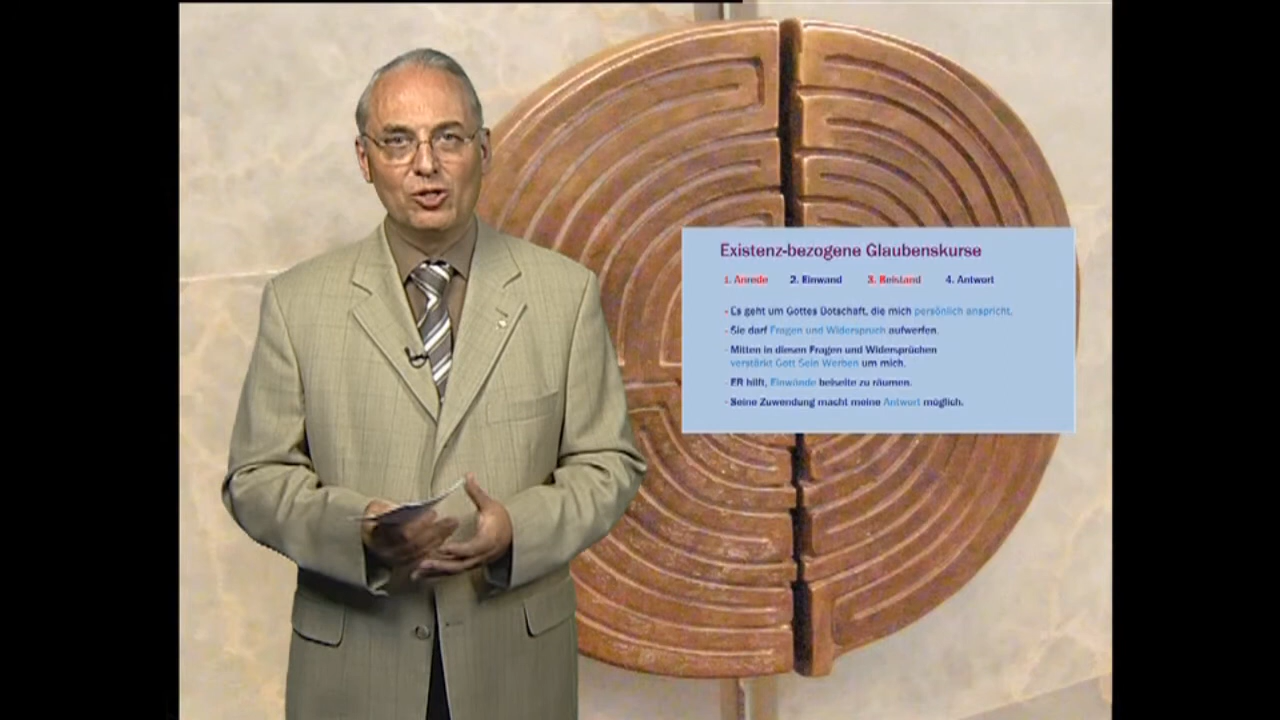 Existenz-bezogene Glaubenskurse
1. Anrede 2. Einwand 3. Beistand 4. Antwort
- Es geht um Gottes Botschaft, die mich persönlich anspricht.
- Sie darf Fragen und Widerspruch aufwerfen.
- Mitten in diesen Fragen und Widersprüchen
verstärkt Gott Sein Werben um mich.
- ER hilft, Einwände beiseite zu räumen.
- Seine Zuwendung macht meine Antwort möglich.